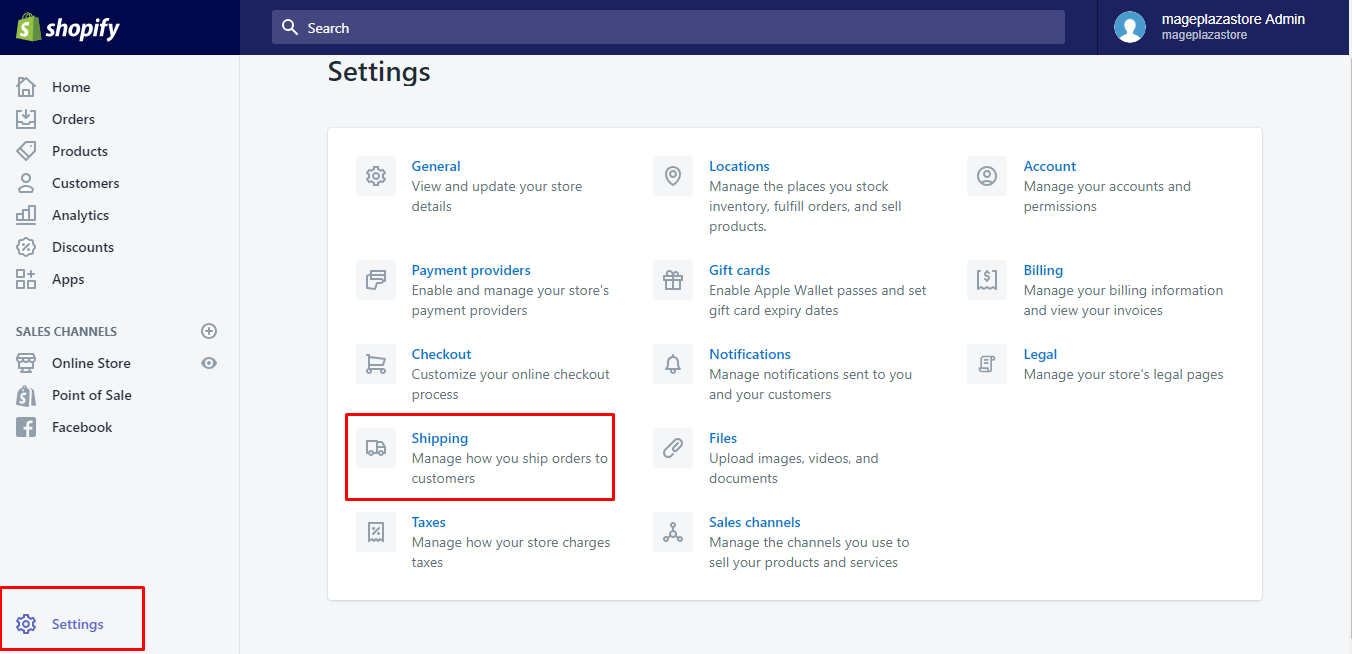 shopify
Search
mageplazastore Admin
mageplazastore
Home
Orders
Products
Customers
Analytics
Discounts
Apps
SALES CHANNELS
Online Store
Point of Sale
Facebook
Settings
Settings
General
View and update your store
details
Locations
Manage the places you stock
inventory, fulfill orders, and sell
products.
Account
Manage your accounts and
permissions
Payment providers
Enable and manage your store's
payment providers
Gift cards
Enable Apple Wallet passes and set
gift card expiry dates
Billing
Manage your billing information
and view your invoices
Checkout
Customize your online checkout
process
Notifications
Manage notifications sent to you
and your customers
Legal
Manage your store's legal pages
Shipping
Manage how you ship orders to
customers
Files
Upload images, videos, and
documents
Taxes
Manage how your store charges
taxes
Sales channels
Manage the channels you use to
sell your products and services